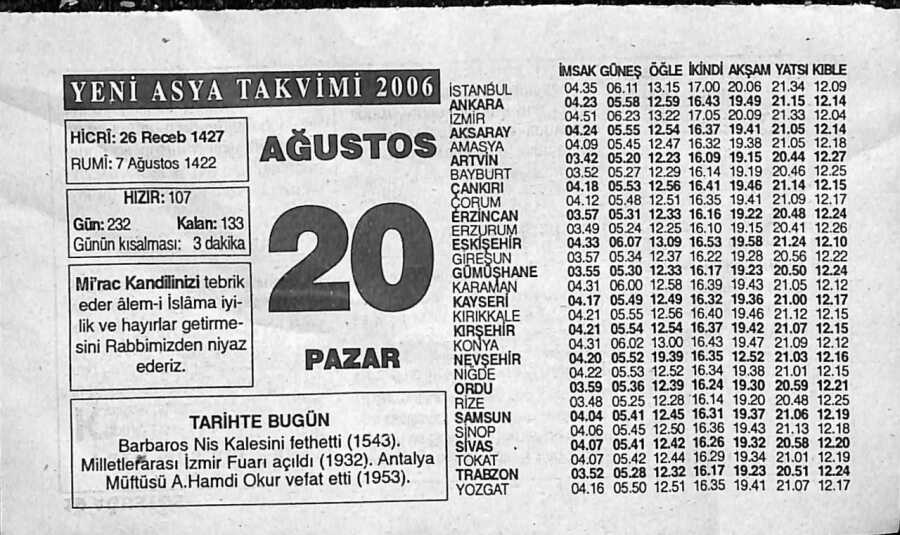 YENİ ASYA TAKVİMİ 2006
HİCRÎ: 26 Receb 1427
RUMİ: 7 Ağustos 1422
HIZIR: 107
Gün: 232 Kalan: 133
Günün kısalması: 3 dakika
Mi'rac Kandilinizi tebrik
eder âlem-i İslâma iyi-
lik ve hayırlar getirme-
sini Rabbimizden niyaz
ederiz.
AĞUSTOS
20
PAZAR
TARİHTE BUGÜN
Barbaros Nis Kalesini fethetti (1543).
Milletlerarası İzmir Fuarı açıldı (1932). Antalya
Müftüsü A.Hamdi Okur vefat etti (1953).
İMSAK GÜNEŞ ÖĞLE İKİNDİ AKŞAM YATSI KIBLE
İSTANBUL 04.35 06.11 13.15 17.00 20.06 21.34 12.09
ANKARA 04.23 05.58 12.59 16.43 19.49 21.15 12.14
İZMİR 04.51 06.23 13.22 17.05 20.09 21.33 12.04
AKSARAY 04.24 05.55 12.54 16.37 19.41 21.05 12.14
AMASYA 04.09 05.45 12.47 16.32 19.38 21.05 12.18
ARTVİN 03.42 05.20 12.23 16.09 19.15 20.44 12.27
BAYBURT 03.52 05.27 12.29 16.14 19.19 20.46 12.25
ÇANKIRI 04.18 05.53 12.56 16.41 19.46 21.14 12.15
ÇORUM 04.12 05.48 12.51 16.35 19.41 21.09 12.17
ERZİNCAN 03.57 05.31 12.33 16.16 19.22 20.48 12.24
ERZURUM 03.49 05.24 12.25 16.10 19.15 20.41 12.26
ESKİŞEHİR 04.33 06.07 13.09 16.53 19.58 21.24 12.10
GİRESUN 03.57 05.34 12.37 16.22 19.28 20.56 12.22
GÜMÜŞHANE 03.55 05.30 12.33 16.17 19.23 20.50 12.24
KARAMAN 04.31 06.00 12.58 16.39 19.43 21.05 12.12
KAYSERİ 04.17 05.49 12.49 16.32 19.36 21.00 12.17
KIRIKKALE 04.21 05.55 12.56 16.40 19.46 21.12 12.15
KIRŞEHİR 04.21 05.54 12.54 16.37 19.42 21.07 12.15
KONYA 04.31 06.02 13.00 16.43 19.47 21.09 12.12
NEVŞEHİR 04.20 05.52 19.39 16.35 12.52 21.03 12.16
NİĞDE 04.22 05.53 12.52 16.34 19.38 21.01 12.15
ORDU 03.59 05.36 12.39 16.24 19.30 20.59 12.21
RİZE 03.48 05.25 12.28 16.14 19.20 20.48 12.25
SAMSUN 04.04 05.41 12.45 16.31 19.37 21.06 12.19
SİNOP 04.06 05.45 12.50 16.36 19.43 21.13 12.18
SİVAS 04.07 05.41 12.42 16.26 19.32 20.58 12.20
TOKAT 04.07 05.42 12.44 16.29 19.34 21.01 12.19
TRABZON 03.52 05.28 12.32 16.17 19.23 20.51 12.24
YOZGAT 04.16 05.50 12.51 16.35 19.41 21.07 12.17